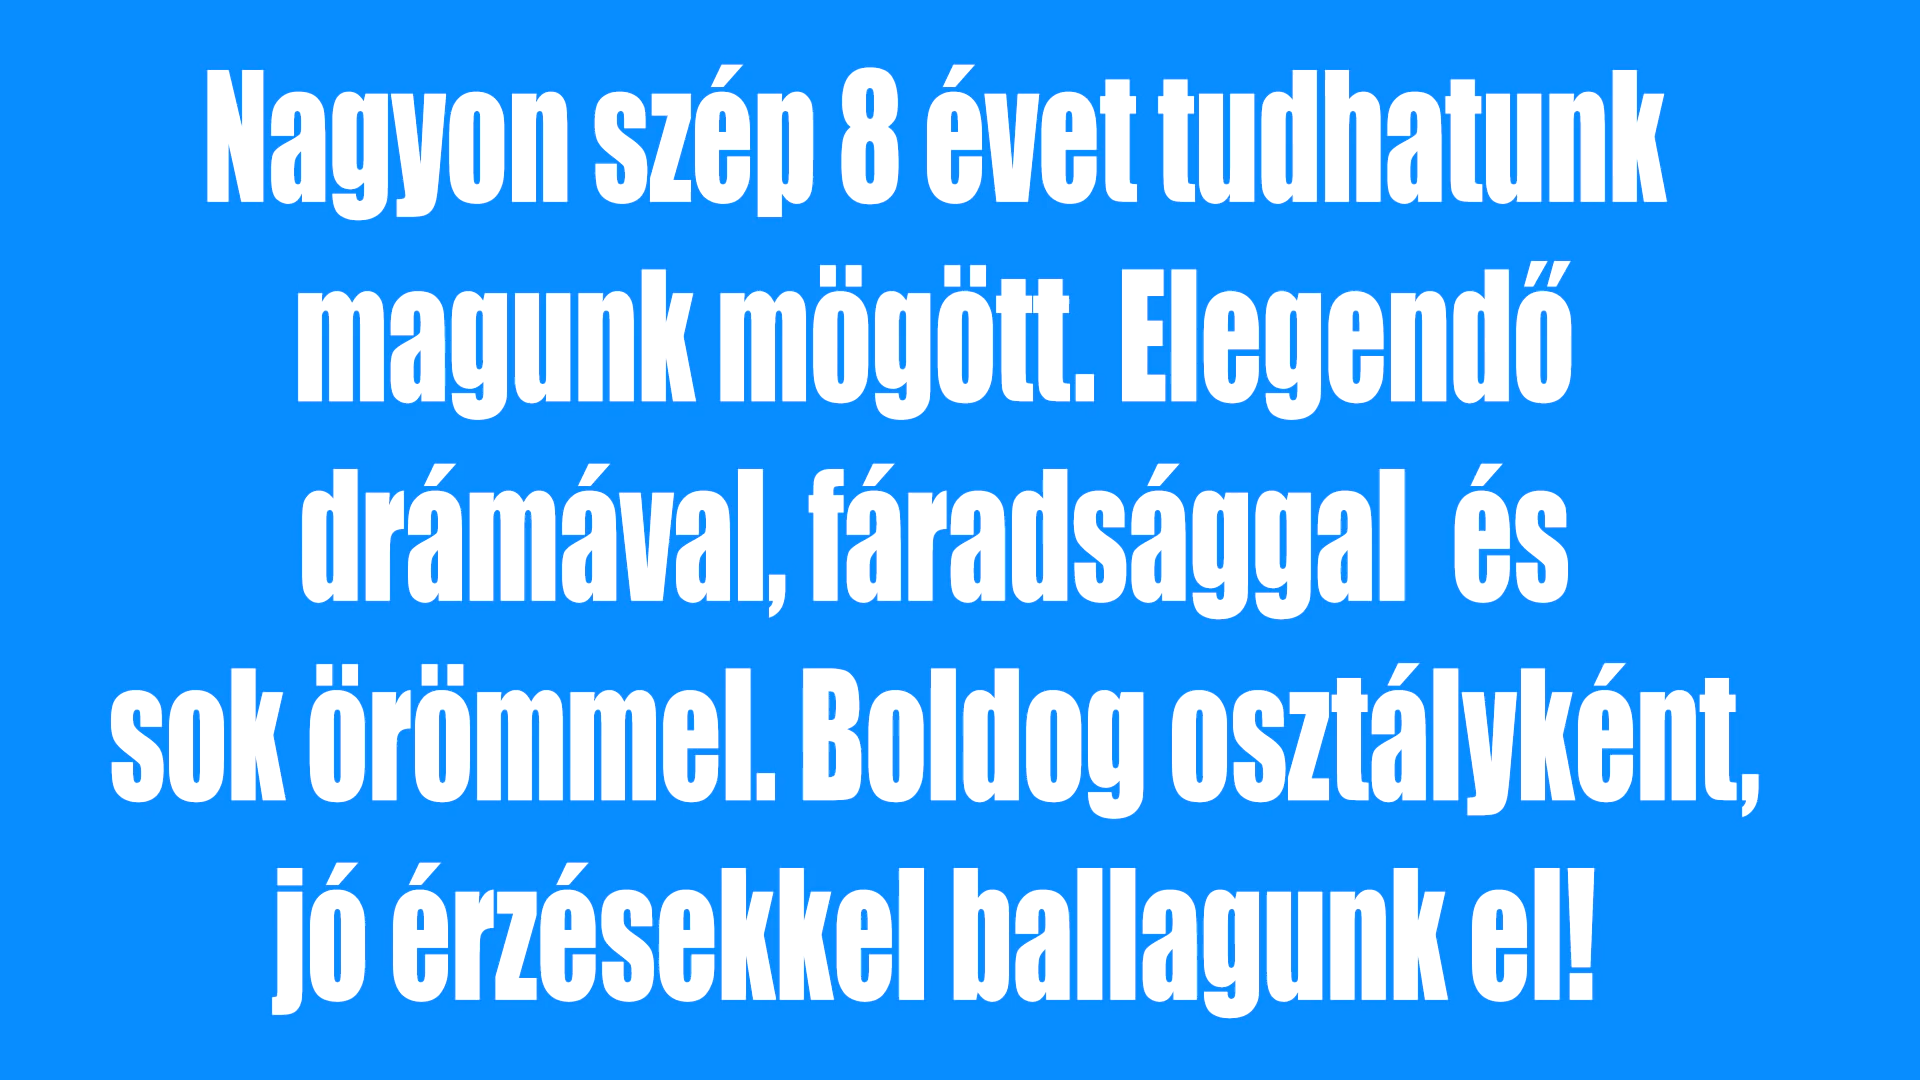 Nagyon szép 8 évet tudhatunk
magunk mögött. Elegendő
drámával, fáradsággal  és
sok örömmel. Boldog osztályként,
jó érzésekkel ballagunk el!